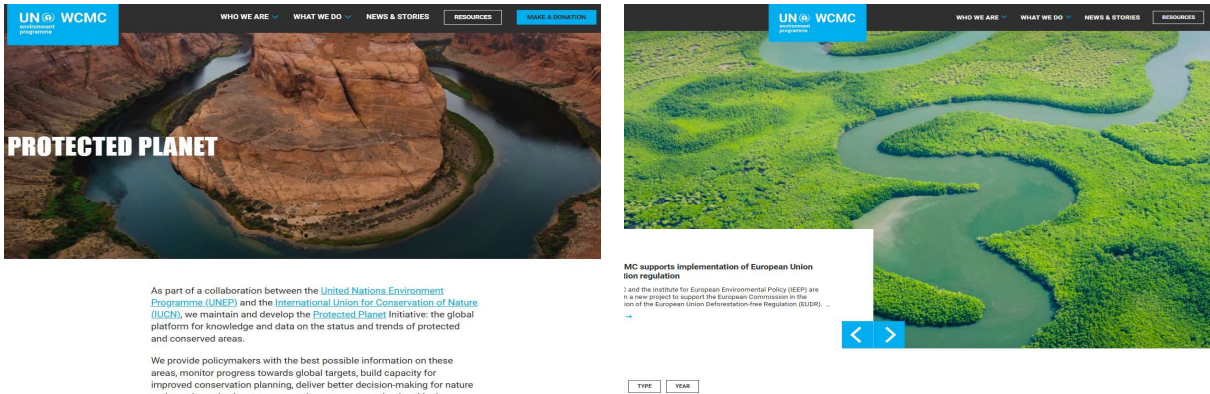 UN WCMC
environment
programme
WHO WE ARE WHAT WE DO NEWS & STORIES RESOURCES MAKE A DONATION
PROTECTED PLANET
As part of a collaboration between the United Nations Environment
Programme (UNEP) and the International Union for Conservation of Nature
(IUCN), we maintain and develop the Protected Planet Initiative: the global
platform for knowledge and data on the status and trends of protected
and conserved areas.
We provide policymakers with the best possible information on these
areas, monitor progress towards global targets, build capacity for
improved conservation planning, deliver better decision-making for nature
UN WCMC
environment
programme
WHO WE ARE WHAT WE DO NEWS & STORIES RESOURCES
MC supports implementation of European Union
tion regulation
and the Institute for European Environmental Policy (IEEP) are
n a new project to support the European Commission in the
ion of the European Union Deforestation-free Regulation (EUDR). ...
TYPE YEAR